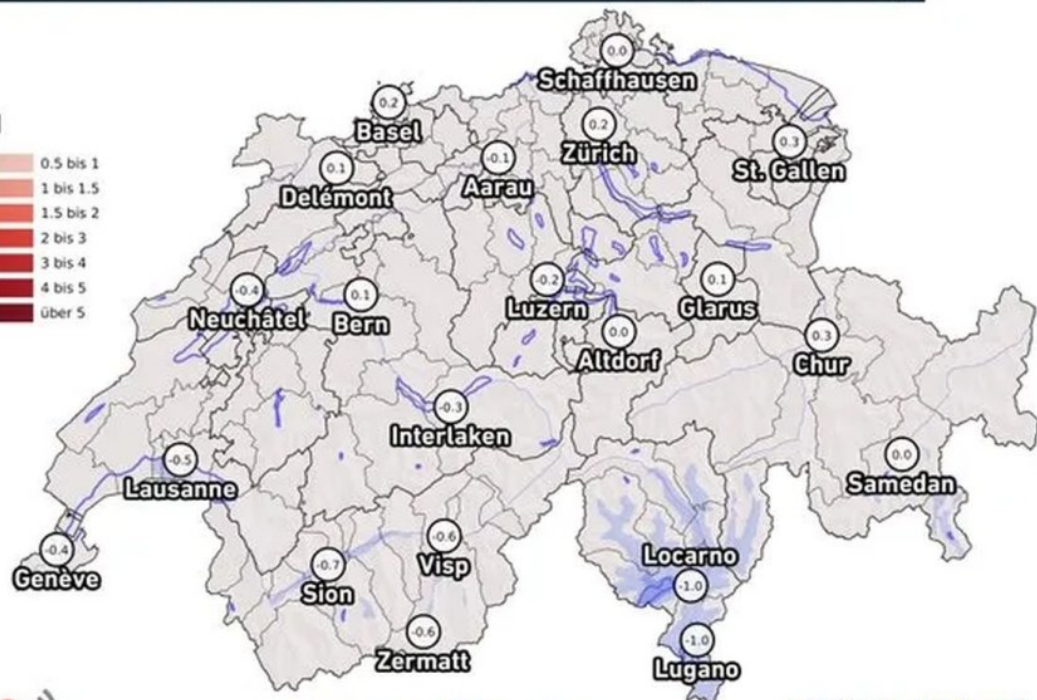 0.0
Schaffhausen
0.2
Basel
0.2
Zürich
0.3
St. Gallen
0.5 bis 1
0.1
Delémont
-0.1
Aarau
1 bis 1.5
1.5 bis 2
2 bis 3
3 bis 4
4 bis 5
über 5
-0.4
Neuchâtel
0.1
Bern
-0.2
Luzern
0.1
Glarus
0.0
Altdorf
0.3
Chur
-0.3
Interlaken
-0.5
Lausanne
0.0
Samedan
-0.4
Genève
-0.7
Sion
-0.6
Visp
Locarno
-1.0
-0.6
Zermatt
-1.0
Lugano